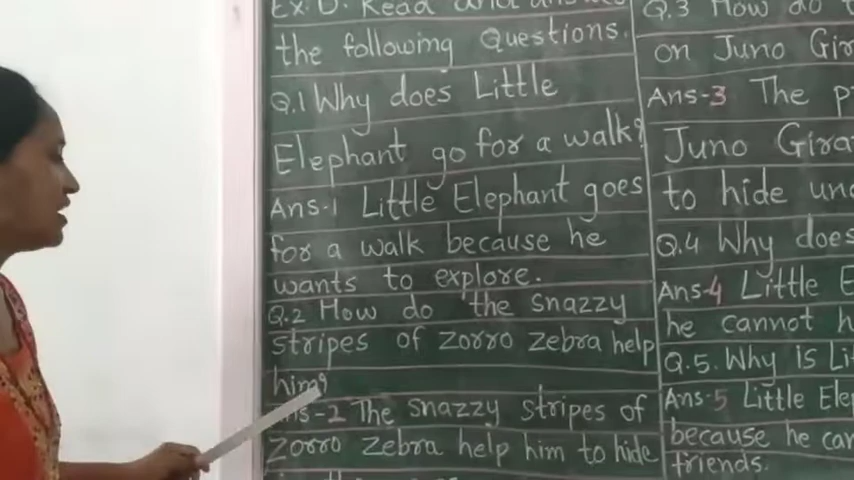 Ex. D. Read and answer
the following Questions.
Q.1 Why does Little
Elephant go for a walk?
Ans-1 Little Elephant goes
for a walk because he
wants to explore.
Q.2 How do the snazzy
stripes of zorro zebra help
him?
Ans-2 The snazzy stripes of
zorro zebra help him to hide
Q.3 How do
on Juno Gira
Ans-3 The p
Juno Gira
to hide un
Q.4 Why does
Ans-4 Little E
he cannot h
Q.5. Why is Li
Ans-5 Little Ele
because he can
friends.